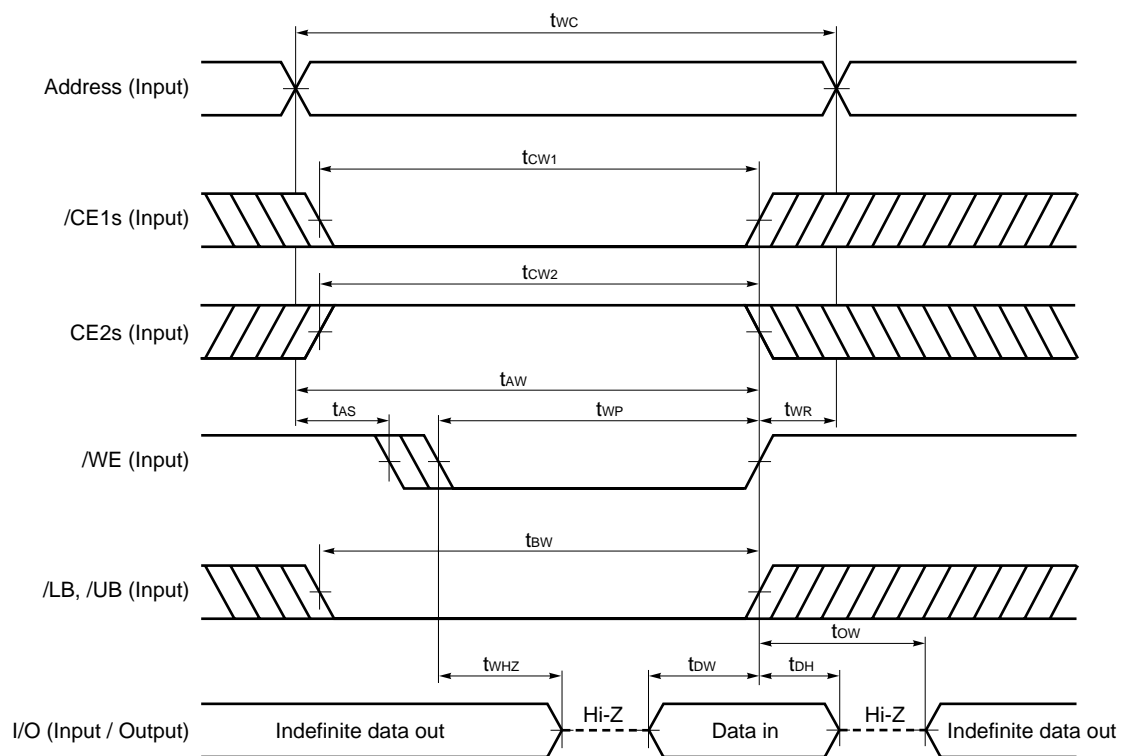 tWC
Address (Input)
tCW1
/CE1s (Input)
tCW2
CE2s (Input)
tAW
tAS
tWP
tWR
/WE (Input)
tBW
/LB, /UB (Input)
tOW
tWHZ
tDW
tDH
I/O (Input / Output)
Indefinite data out
Hi-Z
Data in
Hi-Z
Indefinite data out